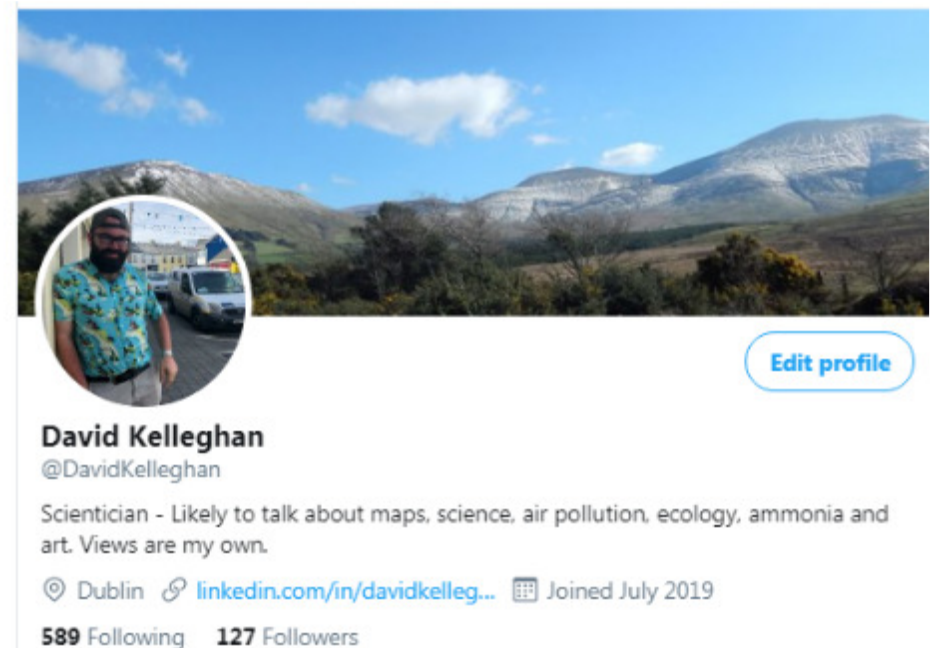 Edit profile
David Kelleghan
@DavidKelleghan
Scientician - Likely to talk about maps, science, air pollution, ecology, ammonia and
art. Views are my own.
Dublin linkedin.com/in/davidkelleg... Joined July 2019
589 Following 127 Followers